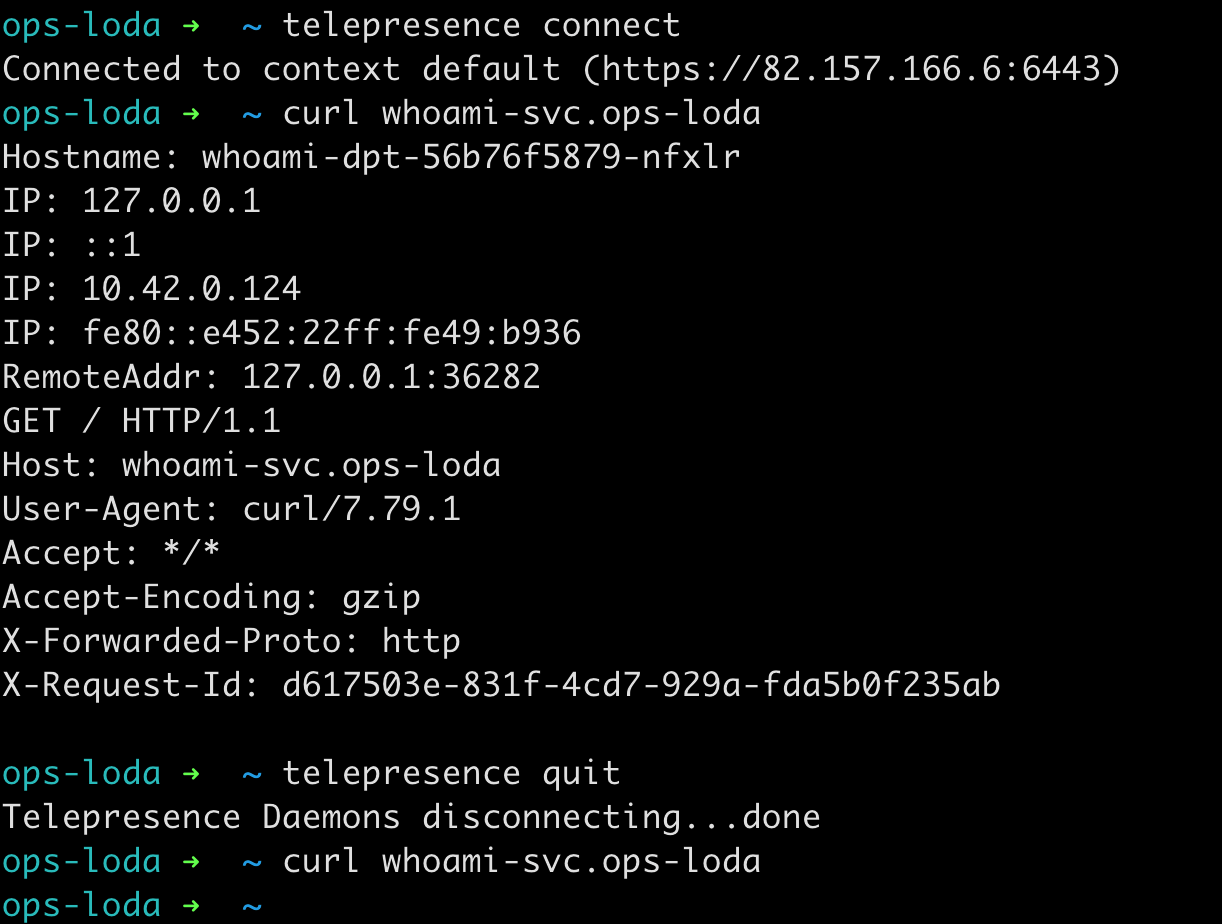 ops-loda ➜  ~ telepresence connect
Connected to context default (https://82.157.166.6:6443)
ops-loda ➜  ~ curl whoami-svc.ops-loda
Hostname: whoami-dpt-56b76f5879-nfxlr
IP: 127.0.0.1
IP: ::1
IP: 10.42.0.124
IP: fe80::e452:22ff:fe49:b936
RemoteAddr: 127.0.0.1:36282
GET / HTTP/1.1
Host: whoami-svc.ops-loda
User-Agent: curl/7.79.1
Accept: */*
Accept-Encoding: gzip
X-Forwarded-Proto: http
X-Request-Id: d617503e-831f-4cd7-929a-fda5b0f235ab
ops-loda ➜  ~ telepresence quit
Telepresence Daemons disconnecting...done
ops-loda ➜  ~ curl whoami-svc.ops-loda
ops-loda ➜  ~